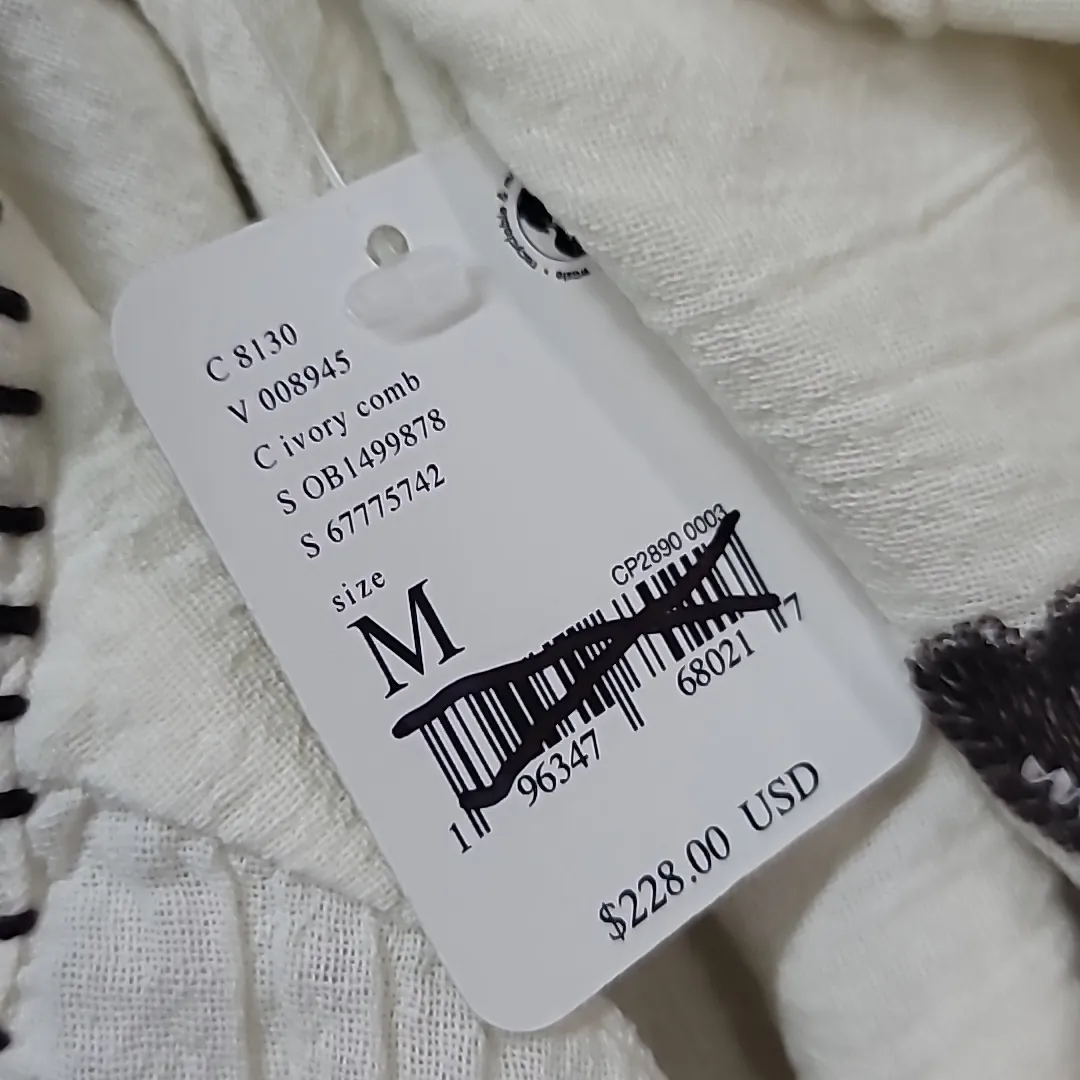 C 8130
V 008945
C ivory comb
S OB1499878
S 67775742
size
M
CP2890 0003
1 96347 68021 7
$228.00 USD